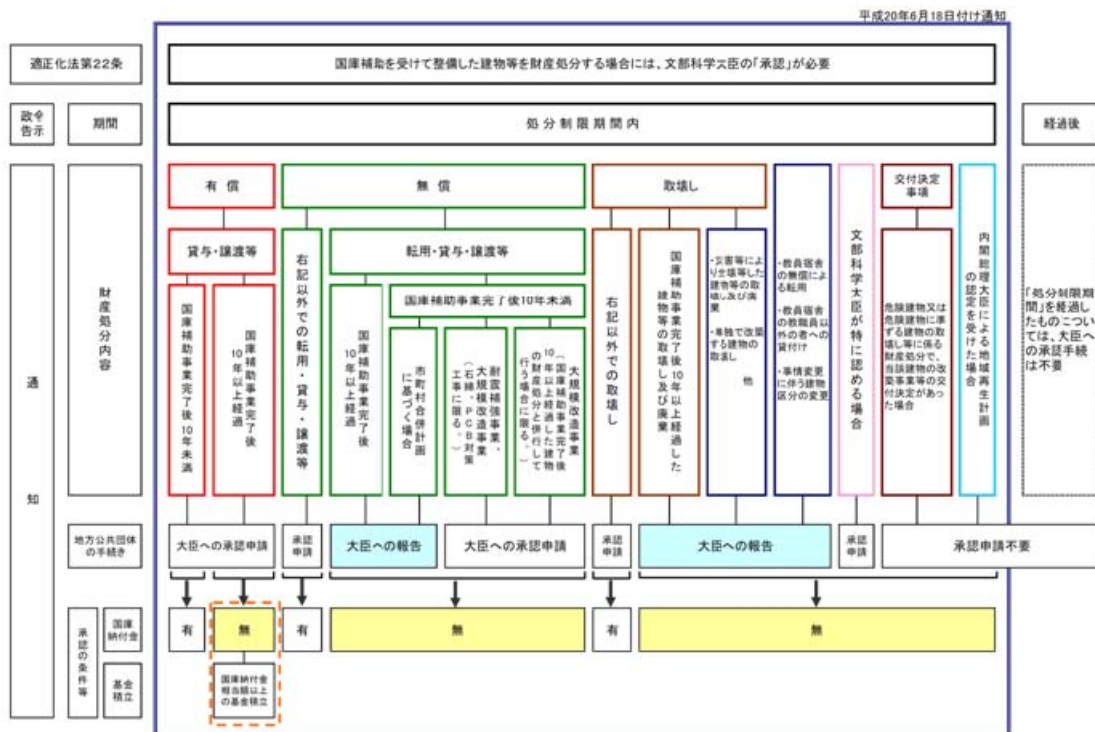 平成20年6月18日付け通知
適正化法第22条
国庫補助を受けて整備した建物等を財産処分する場合には、文部科学大臣の「承認」が必要
政令
告示
期間
処分制限期間内
経過後
通知
財産処分内容
有 償
無 償
取壊し
交付決定
事項
貸与・譲渡等
転用・貸与・譲渡等
国庫補助事業完了後10年未満
国庫補助事業完了後10年未満
国庫補助事業完了後
10年以上経過
右記以外での転用・貸与・譲渡等
国庫補助事業完了後
10年以上経過
市町村合併計画
に基づく場合
耐震補強事業、
大規模改造事業
(石綿、PCB対策
工事に限る。)
大規模改造事業
(国庫補助事業完了後
10年以上経過した建物
の財産処分と併行して
行う場合に限る。)
右記以外での取壊し
国庫補助事業完了後10年以上経過した
建物等の取壊し及び廃棄
・災害等によ
り全壊等した
建物等の取
壊し及び廃
棄
・単独で改築
する建物の
取壊し
他
・教員宿舎
の無償によ
る転用
・教員宿舎
の教職員以
外の者への
貸付け
・事情変更
に伴う建物
区分の変更
文部科学大臣が特に認める場合
危険建物又は
危険建物に準
ずる建物の取
壊し等に係る
財産処分で、
当該建物の改
築事業等の交
付決定があっ
た場合
内閣総理大臣による地域再生計画
の認定を受けた場合
「処分制限期
間」を経過し
たものについ
ては、大臣へ
の承認手続
は不要
地方公共団体
の手続き
大臣への承認申請
承認
申請
大臣への報告
大臣への承認申請
承認
申請
大臣への報告
承認
申請
承認申請不要
承認の条件等
国庫
納付金
有
無
有
無
有
無
基金
積立
国庫納付金
相当額以上
の基金積立